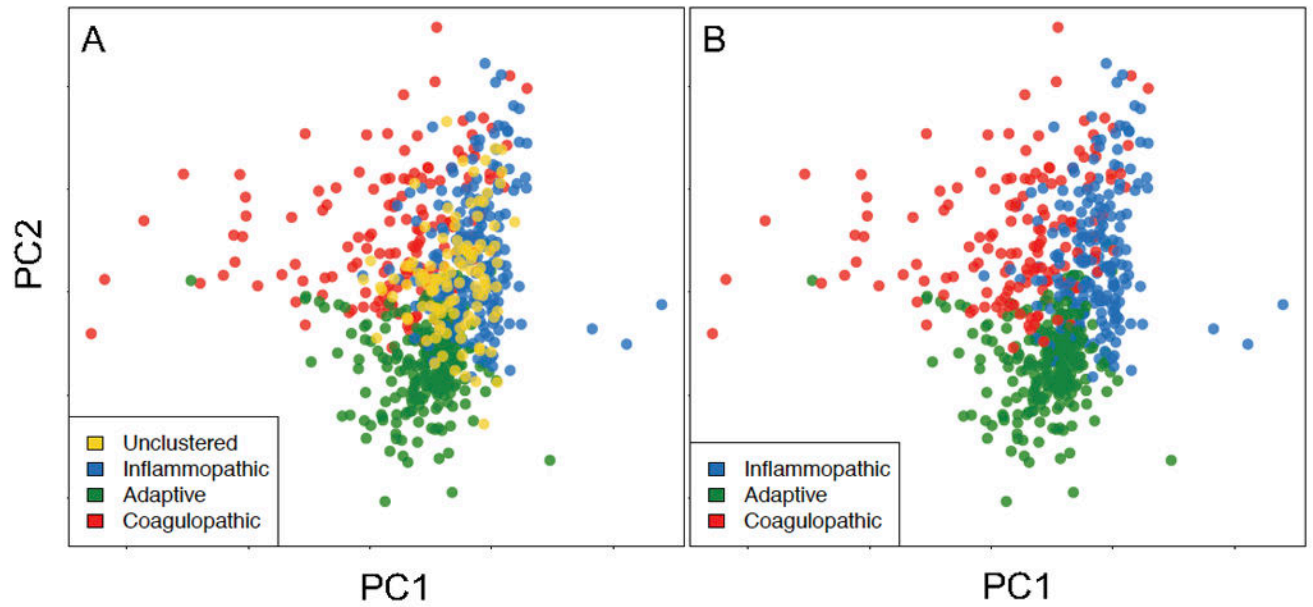 A
B
PC2
Unclustered
Inflammopathic
Adaptive
Coagulopathic
Inflammopathic
Adaptive
Coagulopathic
PC1
PC1